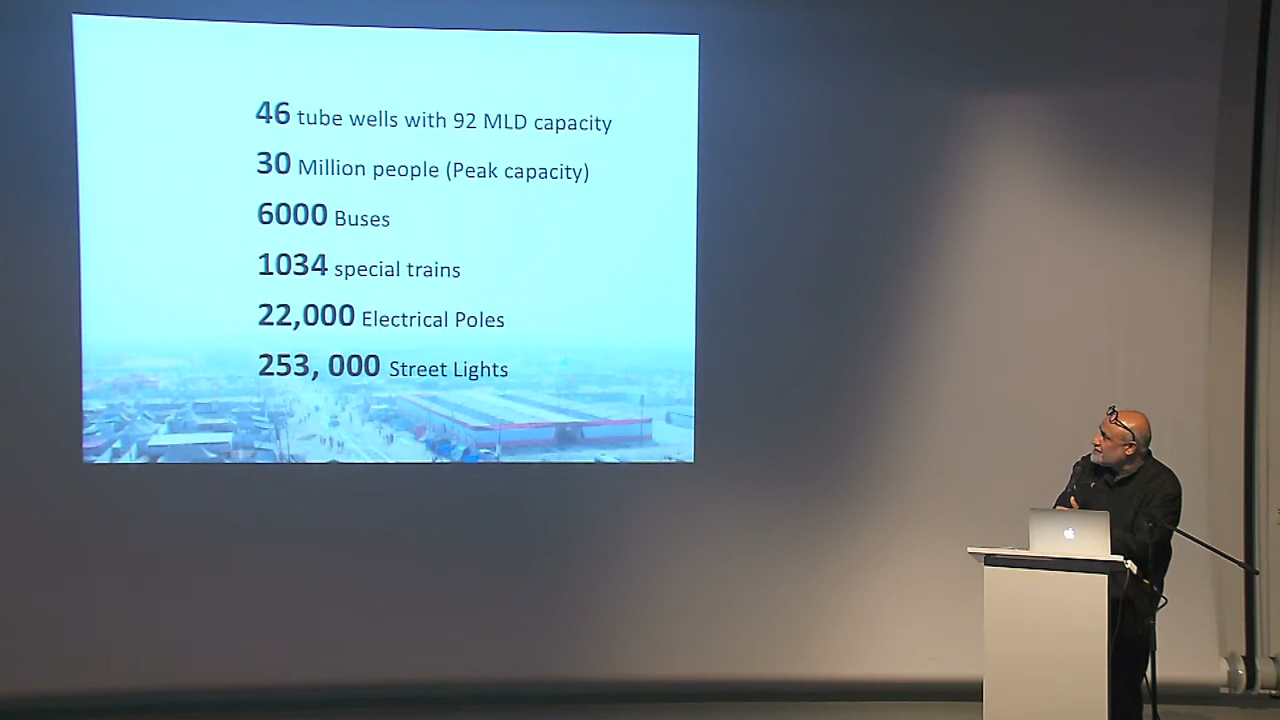 46 tube wells with 92 MLD capacity
30 Million people (Peak capacity)
6000 Buses
1034 special trains
22,000 Electrical Poles
253, 000 Street Lights